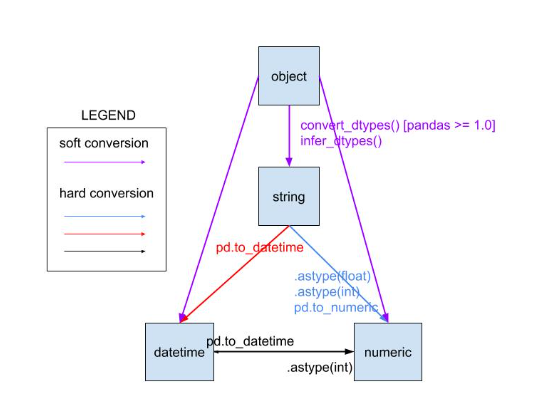 object
LEGEND
soft conversion
convert_dtypes() [pandas >= 1.0]
infer_dtypes()
hard conversion
string
pd.to_datetime
.astype(float)
.astype(int)
pd.to_numeric
pd.to_datetime
datetime
numeric
.astype(int)